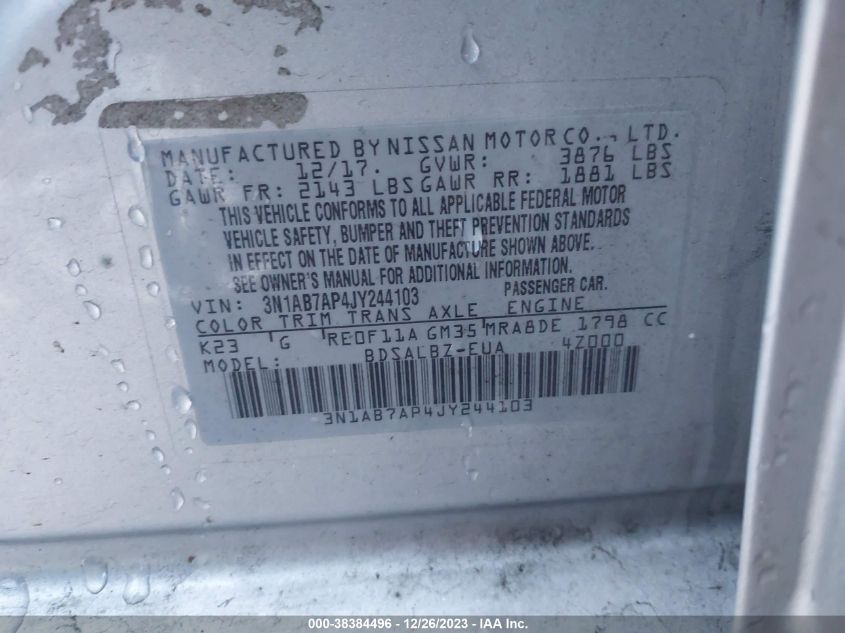 MANUFACTURED BY NISSAN MOTOR CO., LTD.
DATE: 12/17. GVWR: 3876 LBS
GAWR FR: 2143 LBS GAWR RR: 1881 LBS
THIS VEHICLE CONFORMS TO ALL APPLICABLE FEDERAL MOTOR
VEHICLE SAFETY, BUMPER AND THEFT PREVENTION STANDARDS
IN EFFECT ON THE DATE OF MANUFACTURE SHOWN ABOVE.
SEE OWNER'S MANUAL FOR ADDITIONAL INFORMATION.
VIN: 3N1AB7AP4JY244103 PASSENGER CAR.
COLOR TRIM TRANS AXLE ENGINE
K23 G RE0F11A GM35 MRA8DE 1798 CC
MODEL: BDSALBZ-EUA 4Z000
3N1AB7AP4JY244103
000-38384496 - 12/26/2023 - IAA Inc.